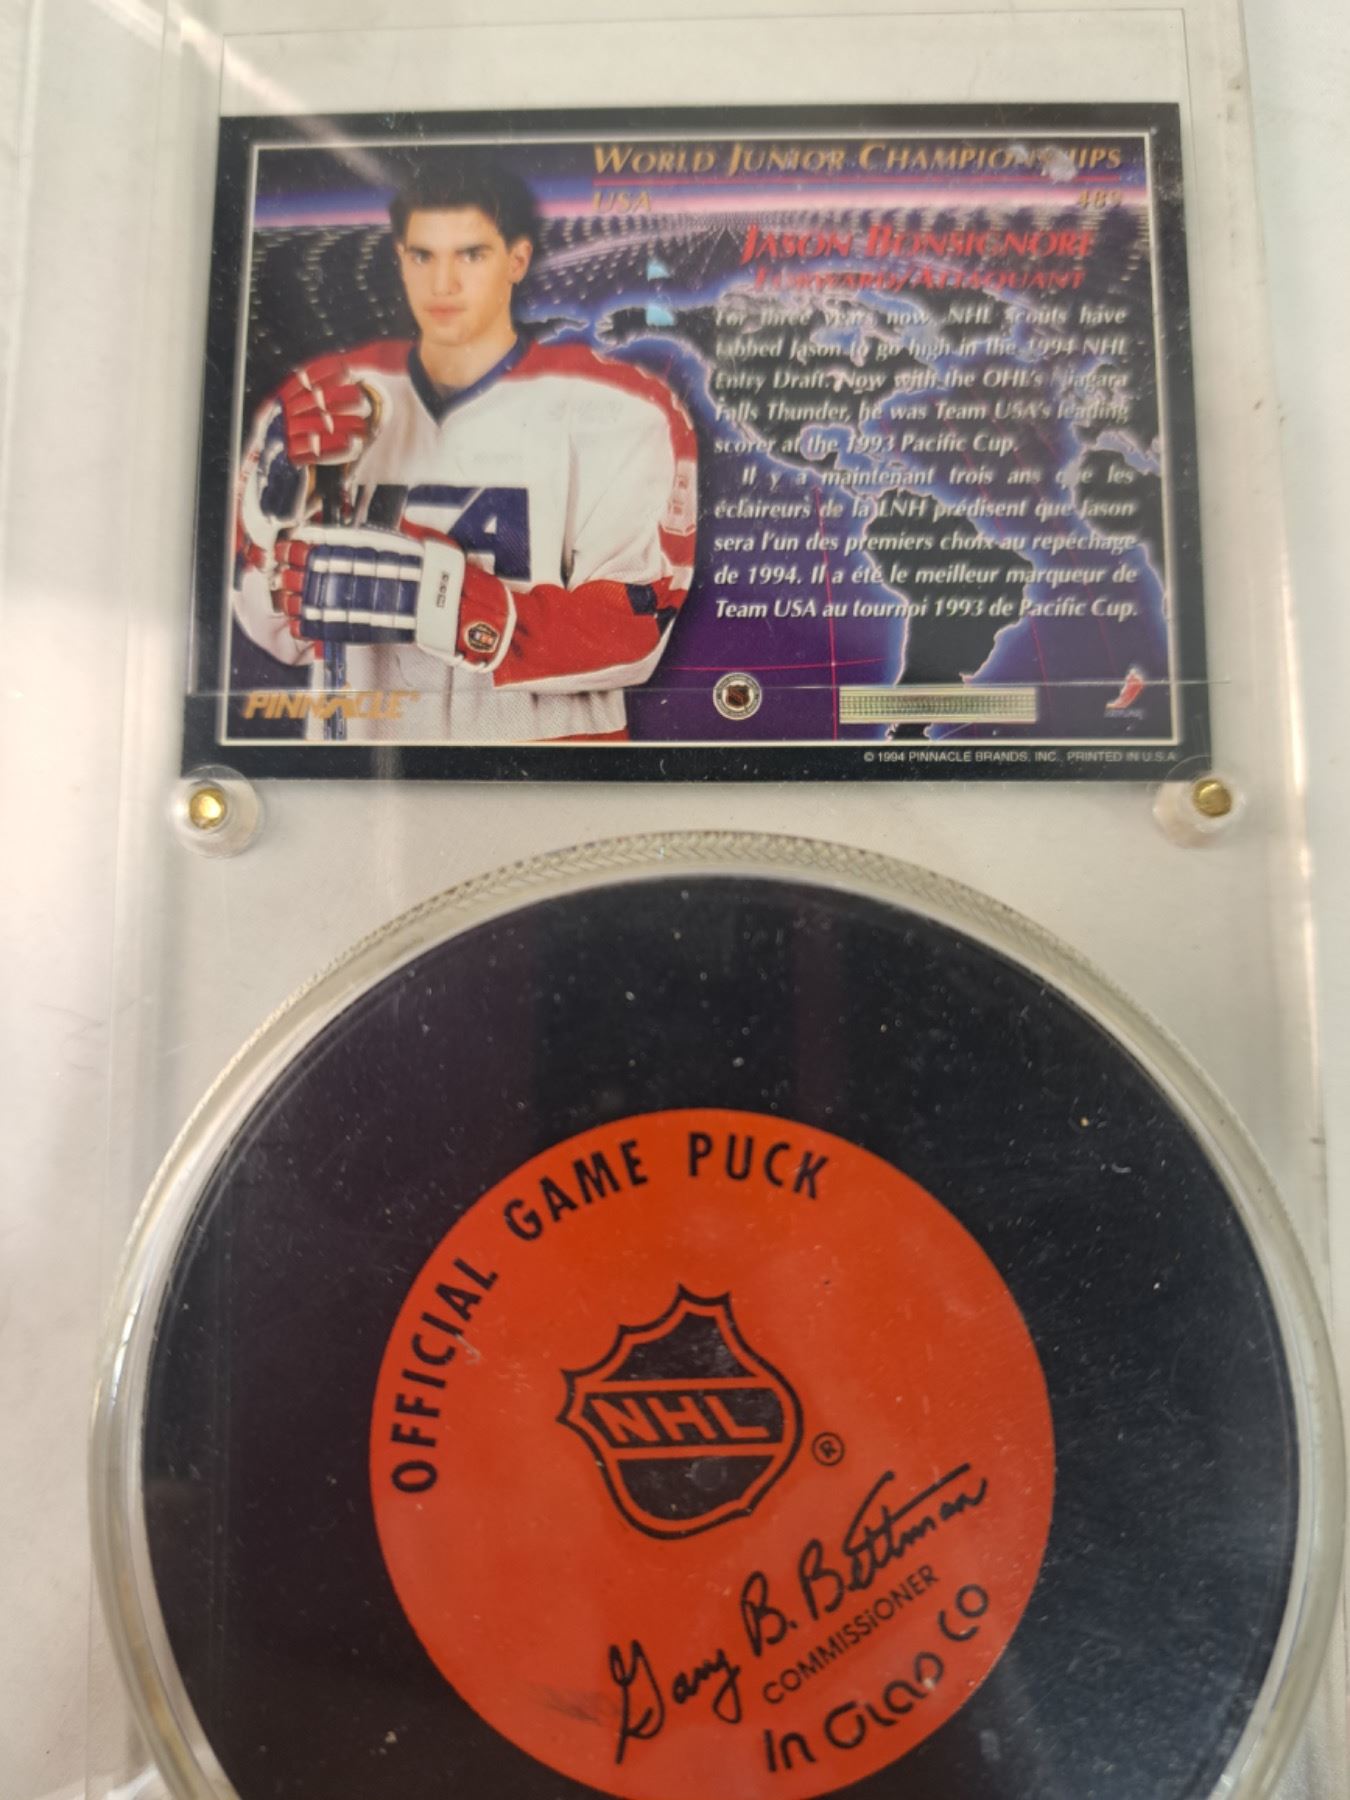 WORLD JUNIOR CHAMPIONSHIPS
USA 489
JASON BONSIGNORE
FORWARD/ATTAQUANT
For three years now, NHL scouts have
tabbed Jason to go high in the 1994 NHL
Entry Draft. Now with the OHL's Niagara
Falls Thunder, he was Team USA's leading
scorer at the 1993 Pacific Cup.
Il y a maintenant trois ans que les
éclaireurs de la LNH prédisent que Jason
sera l'un des premiers choix au repêchage
de 1994. Il a été le meilleur marqueur de
Team USA au tournoi 1993 de Pacific Cup.
USA
PINNACLE
© 1994 PINNACLE BRANDS, INC. PRINTED IN U.S.A.
OFFICIAL GAME PUCK
NHL ®
Gary B. Bettman
COMMISSIONER
In GlasCo